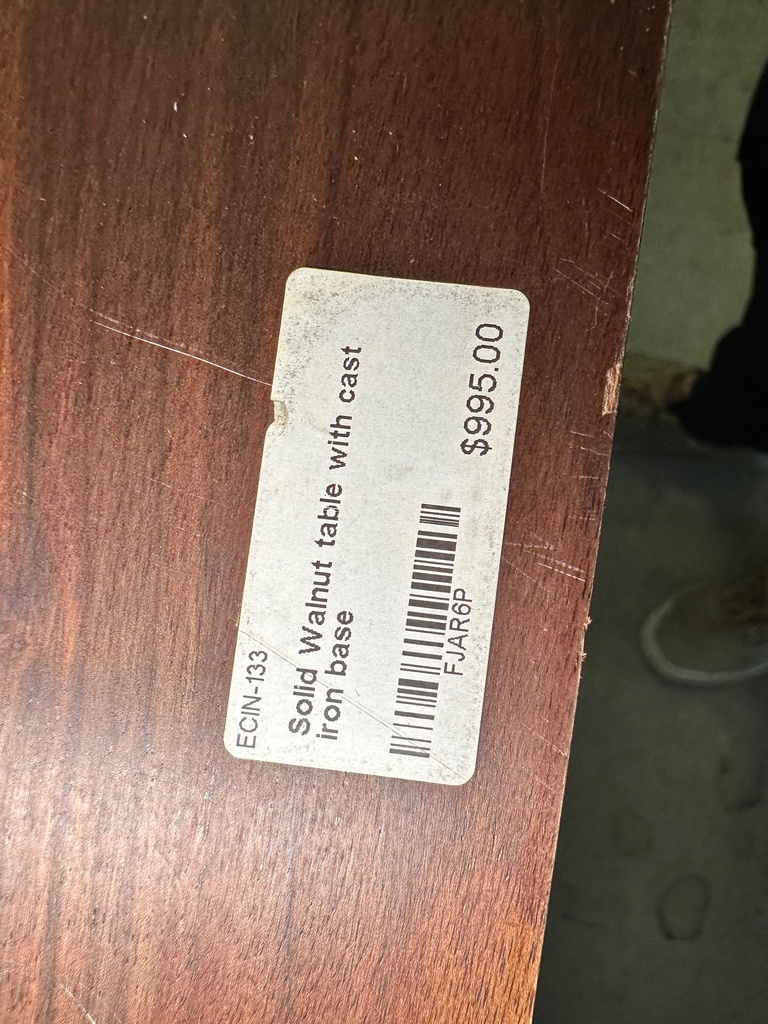 ECIN-133
Solid Walnut table with cast
iron base
FJAR6P
$995.00